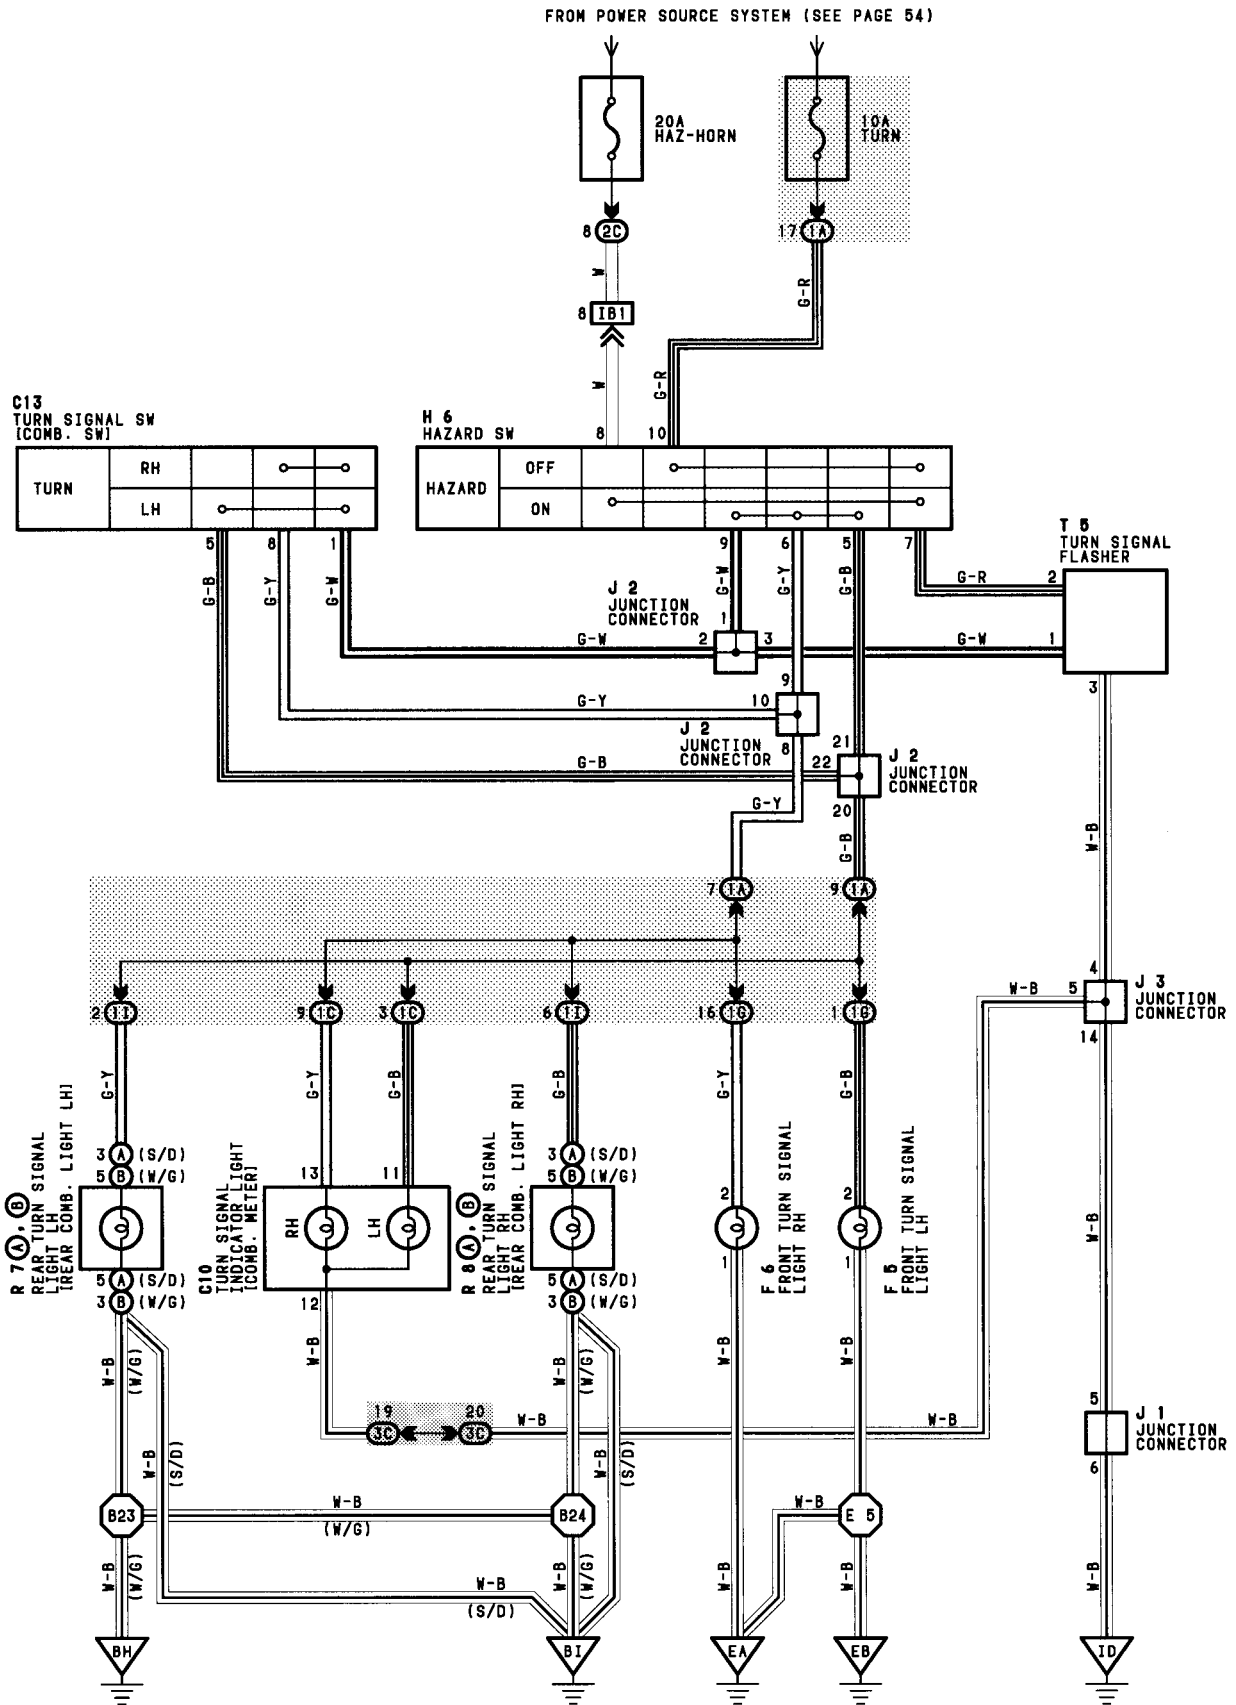 FROM POWER SOURCE SYSTEM (SEE PAGE 54)
20A
HAZ-HORN
10A
TURN
8 2C
17 1A
W
G-R
8 IB1
W
G-R
C13
TURN SIGNAL SW
[COMB. SW]
H 6
HAZARD SW
8
10
TURN
RH
LH
HAZARD
OFF
ON
5
8
1
9
6
5
7
T 5
TURN SIGNAL
FLASHER
G-B
G-Y
G-W
G-W
G-Y
G-B
G-R
2
J 2
JUNCTION
CONNECTOR
1
G-W
2
3
G-W
1
3
9
G-Y
10
J 2
JUNCTION
CONNECTOR
8
21
G-B
22
J 2
JUNCTION
CONNECTOR
20
G-Y
G-B
W-B
7 1A
9 1A
4
W-B
5
J 3
JUNCTION
CONNECTOR
14
2 1I
9 1C
3 1C
6 1I
16 1G
1 1G
G-Y
G-Y
G-B
G-B
G-Y
G-B
3 A (S/D)
5 B (W/G)
13
11
3 A (S/D)
5 B (W/G)
2
2
R 7 A, B
REAR TURN SIGNAL
LIGHT LH
[REAR COMB. LIGHT LH]
C10
TURN SIGNAL
INDICATOR LIGHT
[COMB. METER]
RH
LH
R 8 A, B
REAR TURN SIGNAL
LIGHT RH
[REAR COMB. LIGHT RH]
F 6
FRONT TURN SIGNAL
LIGHT RH
F 5
FRONT TURN SIGNAL
LIGHT LH
W-B
1
1
5 A (S/D)
3 B (W/G)
12
5 A (S/D)
3 B (W/G)
W-B
(W/G)
W-B
W-B
(W/G)
W-B
W-B
19
3C
20
3C
W-B
W-B
5
J 1
JUNCTION
CONNECTOR
6
W-B
(S/D)
W-B
(S/D)
B23
W-B
(W/G)
B24
W-B
E 5
W-B
(W/G)
W-B
(S/D)
W-B
(W/G)
W-B
W-B
W-B
BH
BI
EA
EB
ID